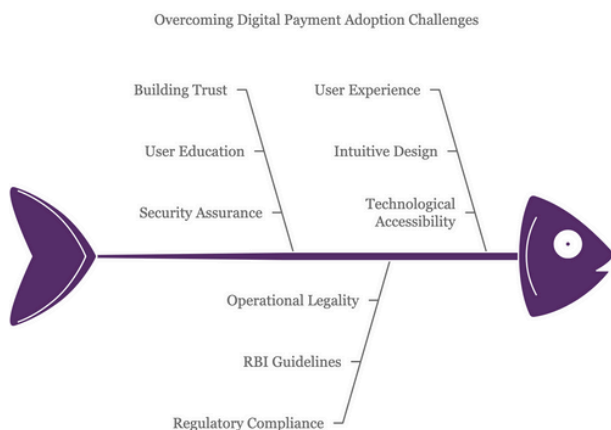 Overcoming Digital Payment Adoption Challenges
Building Trust
User Education
Security Assurance
User Experience
Intuitive Design
Technological
Accessibility
Operational Legality
RBI Guidelines
Regulatory Compliance